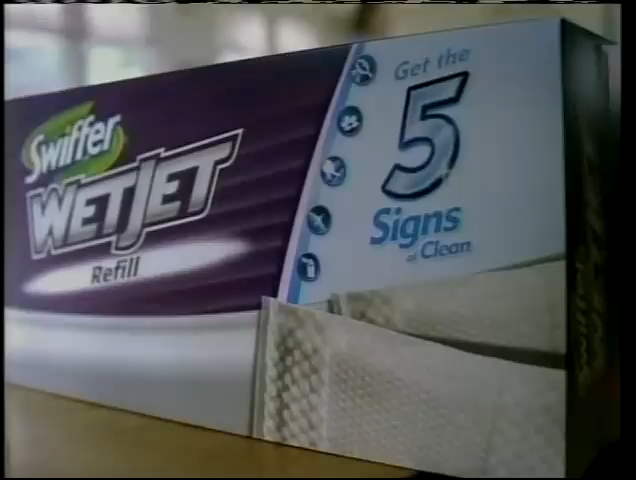 Swiffer
WETJET
Refill
Get the
5
Signs
of Clean